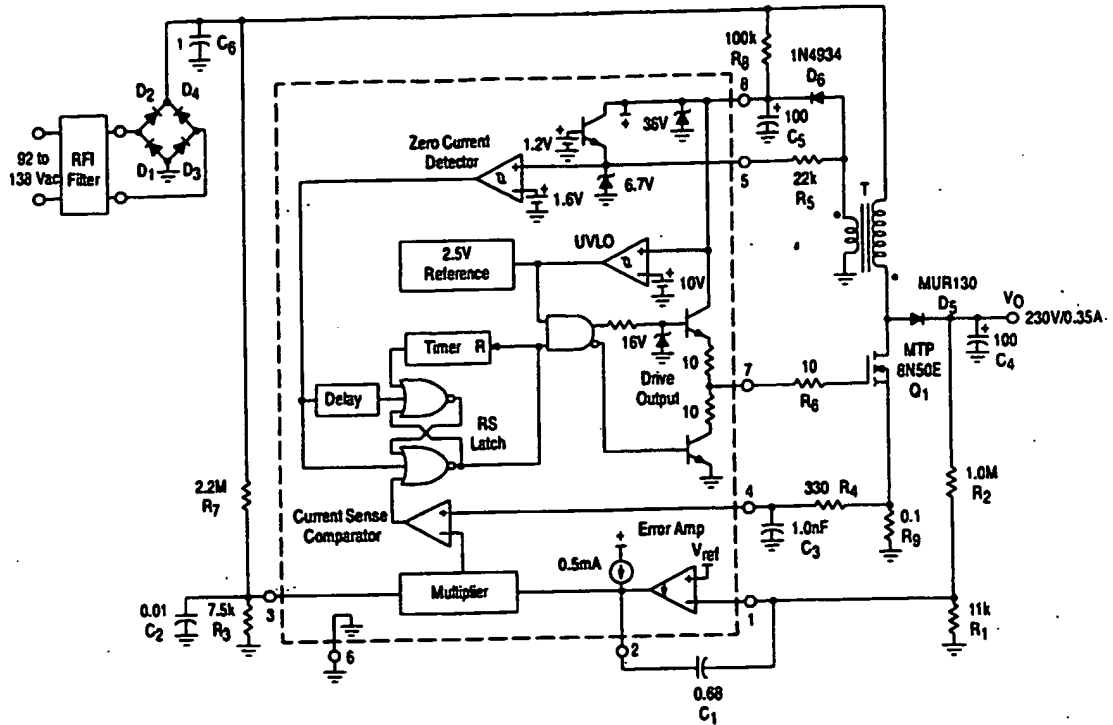 1
C6
100k
R8
1N4934
D6
D2
D4
8
92 to
138 Vac
RFI
Filter
D1
D3
36V
100
C5
1.2V
Zero Current
Detector
6.7V
1.6V
5
22k
R5
T
UVLO
2.5V
Reference
10V
MUR130
D5
VO
230V/0.35A
100
C4
16V
Timer
R
10
Drive
Output
10
7
10
R6
MTP
8N50E
Q1
Delay
RS
Latch
2.2M
R7
1.0M
R2
4
330
R4
Current Sense
Comparator
Error Amp
1.0nF
C3
0.1
R9
0.5mA
Vref
Multiplier
3
1
0.01
C2
7.5k
R3
11k
R1
6
2
0.68
C1